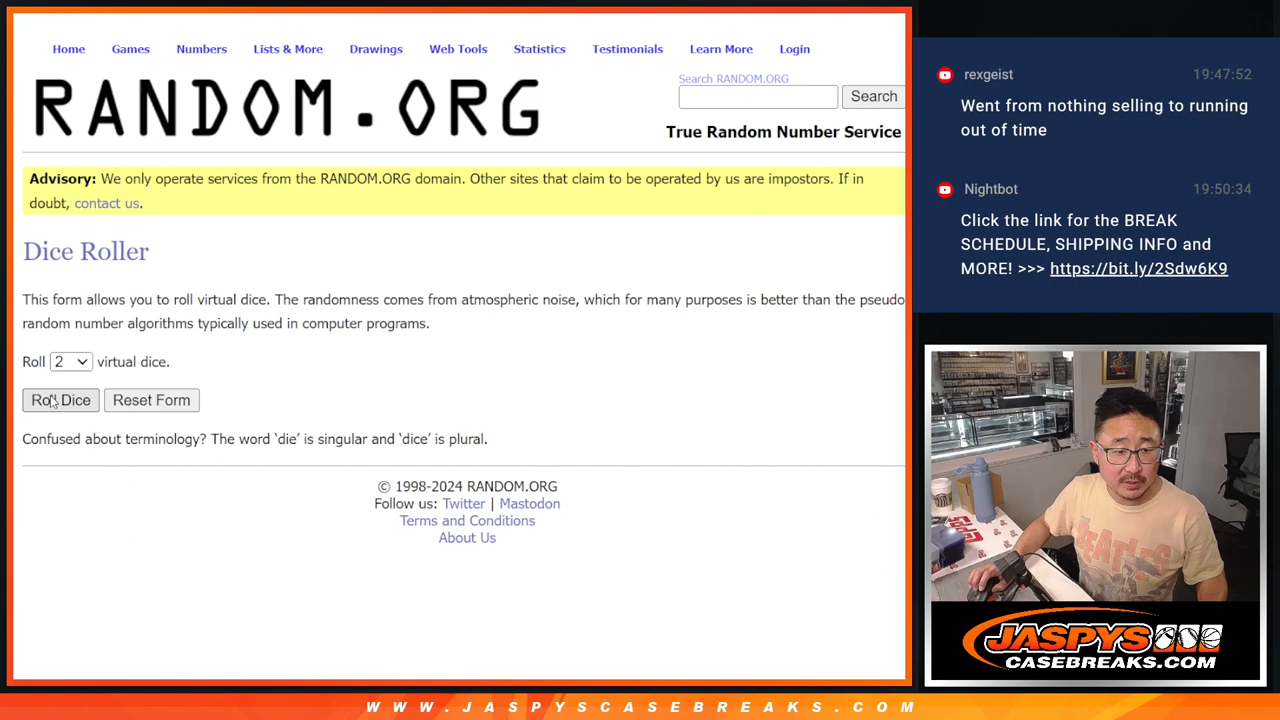 Home Games Numbers Lists & More Drawings Web Tools Statistics Testimonials Learn More Login
RANDOM.ORG
Search RANDOM.ORG
Search
True Random Number Service
Advisory: We only operate services from the RANDOM.ORG domain. Other sites that claim to be operated by us are impostors. If in
doubt, contact us.
Dice Roller
This form allows you to roll virtual dice. The randomness comes from atmospheric noise, which for many purposes is better than the pseudo
random number algorithms typically used in computer programs.
Roll 2 virtual dice.
Roll Dice Reset Form
Confused about terminology? The word ‘die’ is singular and ‘dice’ is plural.
© 1998-2024 RANDOM.ORG
Follow us: Twitter | Mastodon
Terms and Conditions
About Us
rexgeist 19:47:52
Went from nothing selling to running
out of time
Nightbot 19:50:34
Click the link for the BREAK
SCHEDULE, SHIPPING INFO and
MORE! >>> https://bit.ly/2Sdw6K9
JASPYS
CASEBREAKS.COM
WWW.JASPYSCASEBREAKS.COM